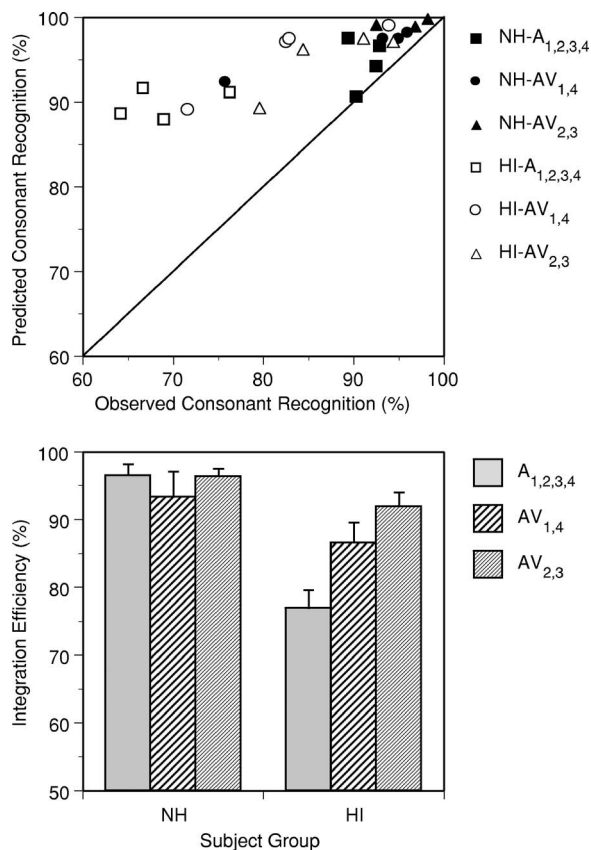 100
90
80
70
60
Predicted Consonant Recognition (%)
60 70 80 90 100
Observed Consonant Recognition (%)
NH-A1,2,3,4
NH-AV1,4
NH-AV2,3
HI-A1,2,3,4
HI-AV1,4
HI-AV2,3
100
90
80
70
60
50
Integration Efficiency (%)
NH HI
Subject Group
A1,2,3,4
AV1,4
AV2,3